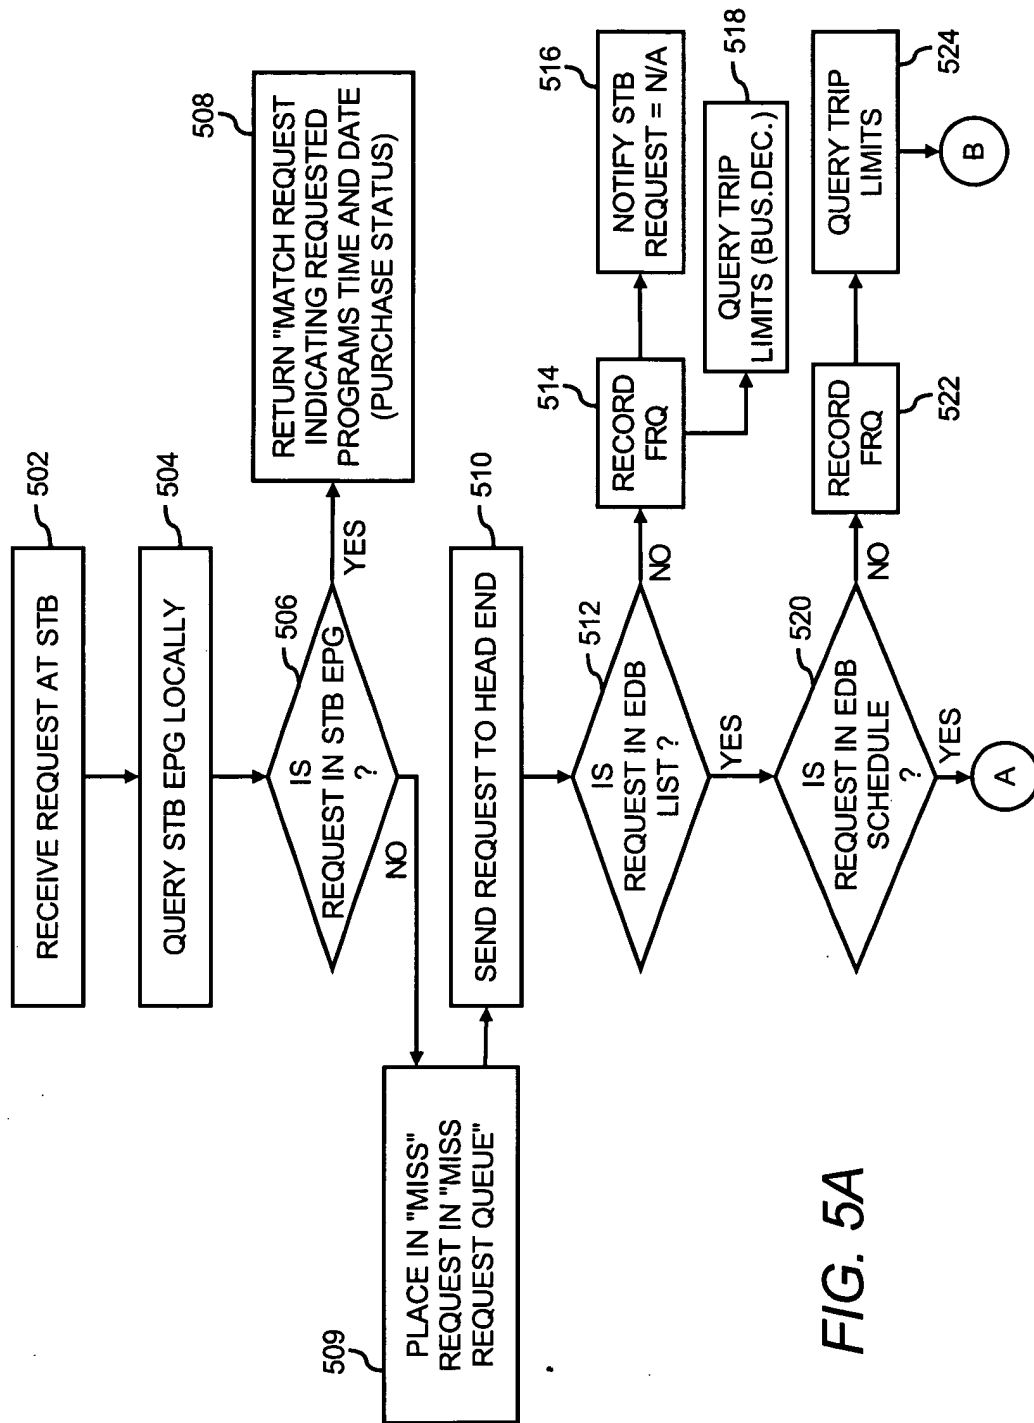 502
RECEIVE REQUEST AT STB
504
QUERY STB EPG LOCALLY
506
IS
REQUEST IN STB EPG
?
YES
NO
508
RETURN "MATCH REQUEST
INDICATING REQUESTED
PROGRAMS TIME AND DATE
(PURCHASE STATUS)
509
PLACE IN "MISS"
REQUEST IN "MISS
REQUEST QUEUE"
510
SEND REQUEST TO HEAD END
512
IS
REQUEST IN EDB
LIST ?
NO
YES
514
RECORD
FRQ
516
NOTIFY STB
REQUEST = N/A
518
QUERY TRIP
LIMITS (BUS.DEC.)
520
IS
REQUEST IN EDB
SCHEDULE
?
NO
YES
522
RECORD
FRQ
524
QUERY TRIP
LIMITS
A
B
FIG. 5A